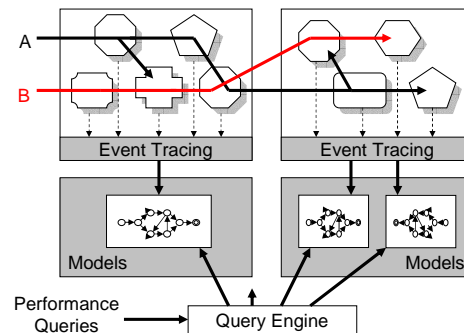 A
B
Event Tracing
Event Tracing
Models
Models
Performance
Queries
Query Engine